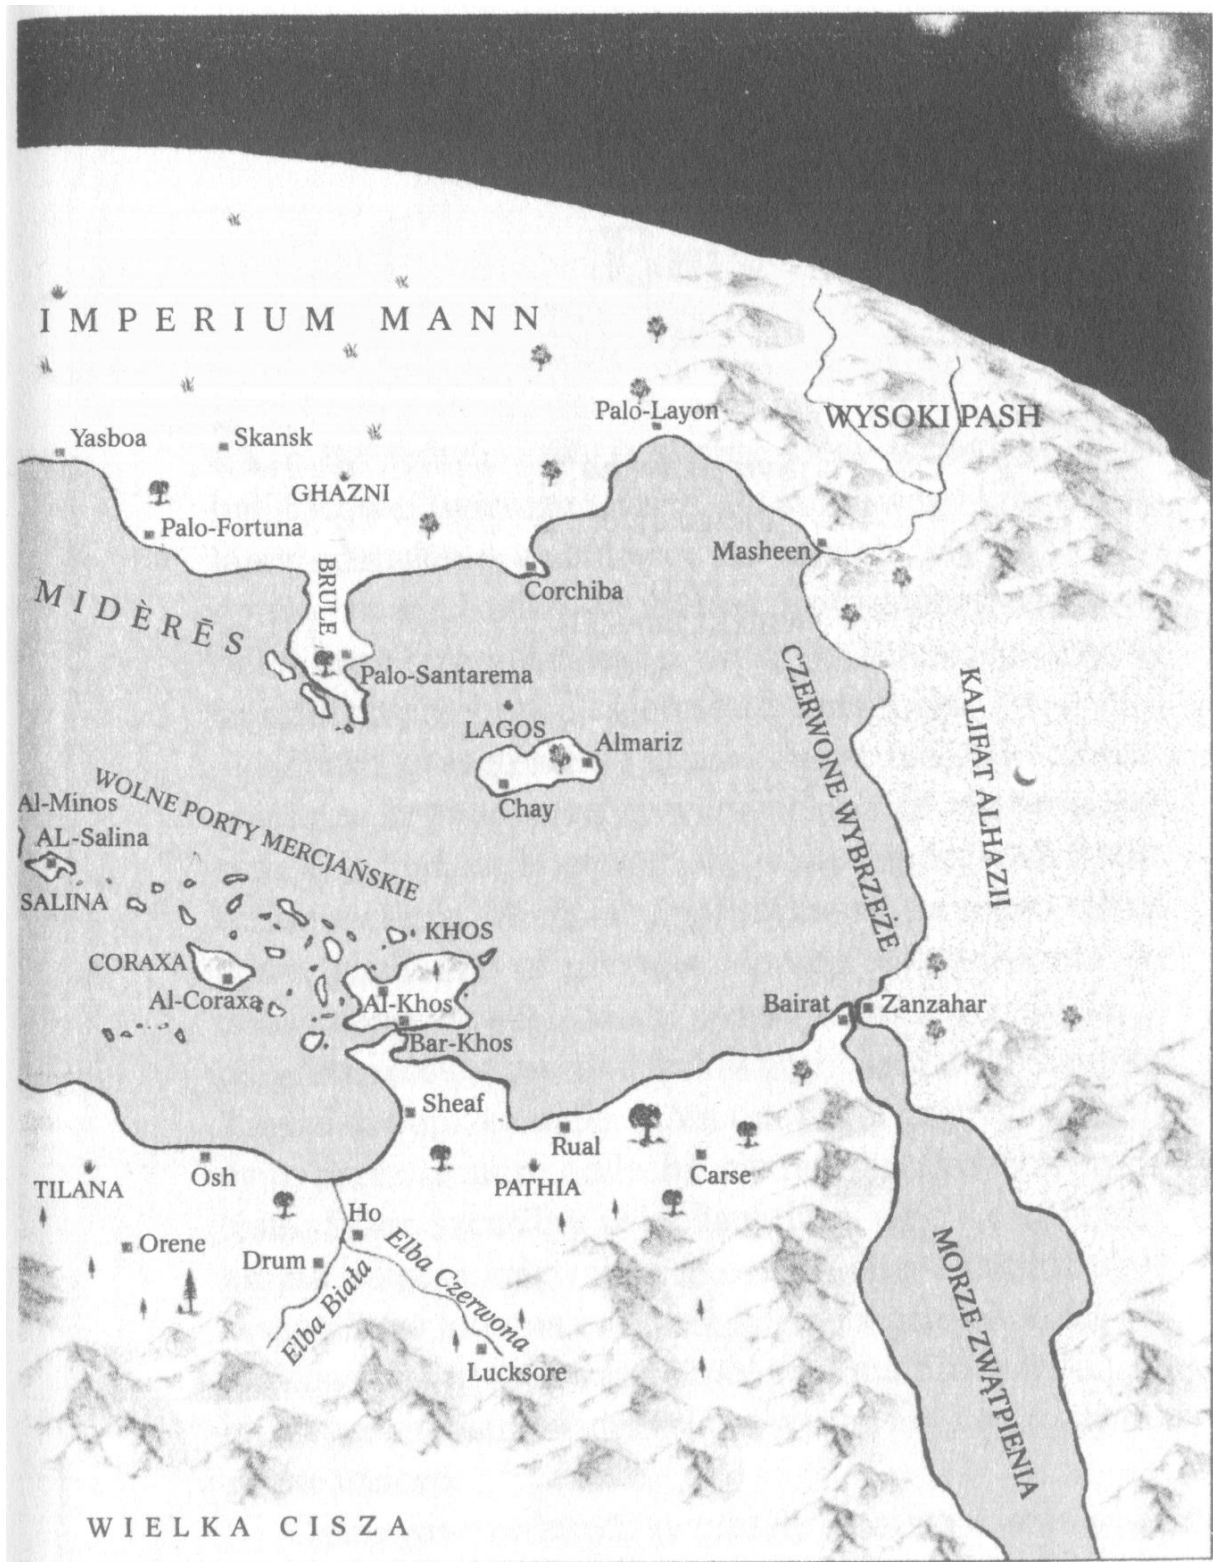 IMPERIUM MANN
Palo-Layon
WYSOKI PASH
Yasboa
Skansk
GHAZNI
Palo-Fortuna
Masheen
BRULE
Corchiba
MIDÈRĒS
Palo-Santarema
CZERWONE WYBRZEŻE
KALIFAT ALHAZII
LAGOS
Almariz
Chay
WOLNE PORTY MERCJAŃSKIE
Al-Minos
AL-Salina
SALINA
KHOS
CORAXA
Al-Coraxa
Al-Khos
Bairat
Zanzahar
Bar-Khos
Sheaf
Rual
Carse
Osh
TILANA
PATHIA
Ho
Orene
Drum
Elba Biała
Elba Czerwona
MORZE ZWĄTPIENIA
Lucksore
WIELKA CISZA